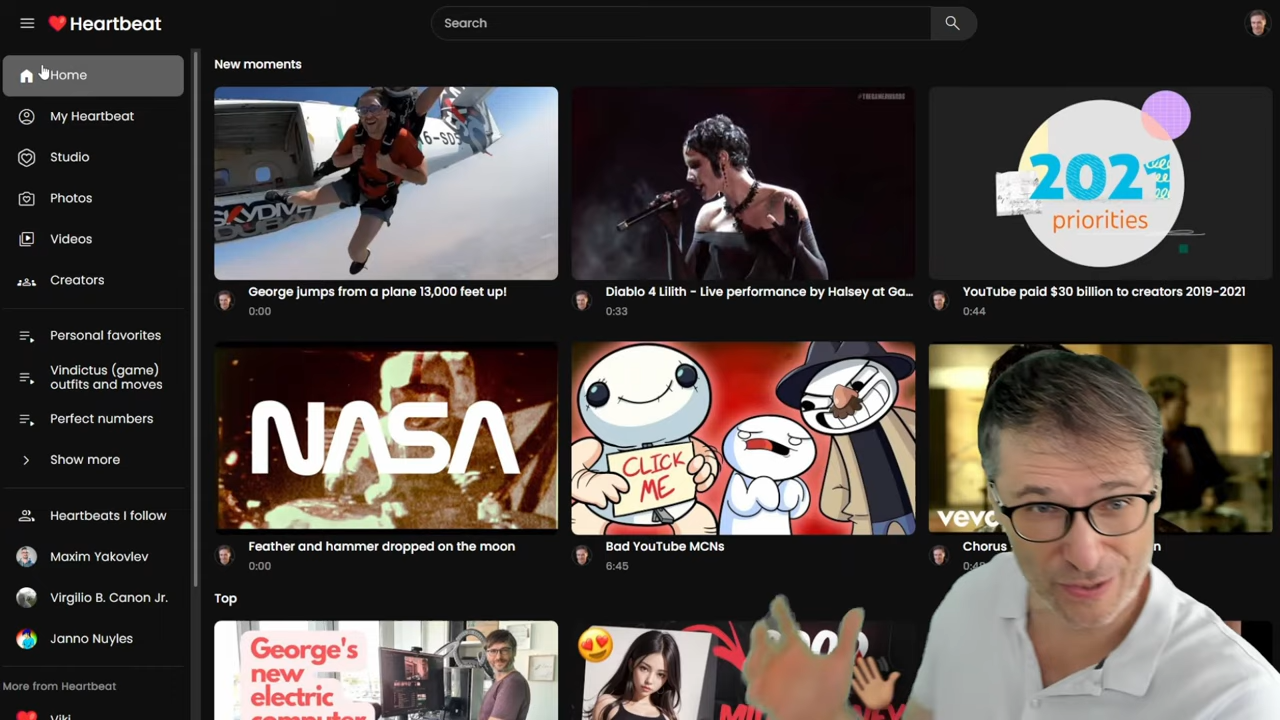 Heartbeat
Search
Home
My Heartbeat
Studio
Photos
Videos
Creators
Personal favorites
Vindictus (game)
outfits and moves
Perfect numbers
Show more
Heartbeats I follow
Maxim Yakovlev
Virgilio B. Canon Jr.
Janno Nuyles
More from Heartbeat
Viki
New moments
SKYDIVE
#THEGAMEAWARDS
2021
priorities
George jumps from a plane 13,000 feet up!
0:00
Diablo 4 Lilith - Live performance by Halsey at Ga...
0:33
YouTube paid $30 billion to creators 2019-2021
0:44
NASA
CLICK
ME
vevo
Feather and hammer dropped on the moon
0:00
Bad YouTube MCNs
6:45
Chorus
Top
George's
new
electric
computer